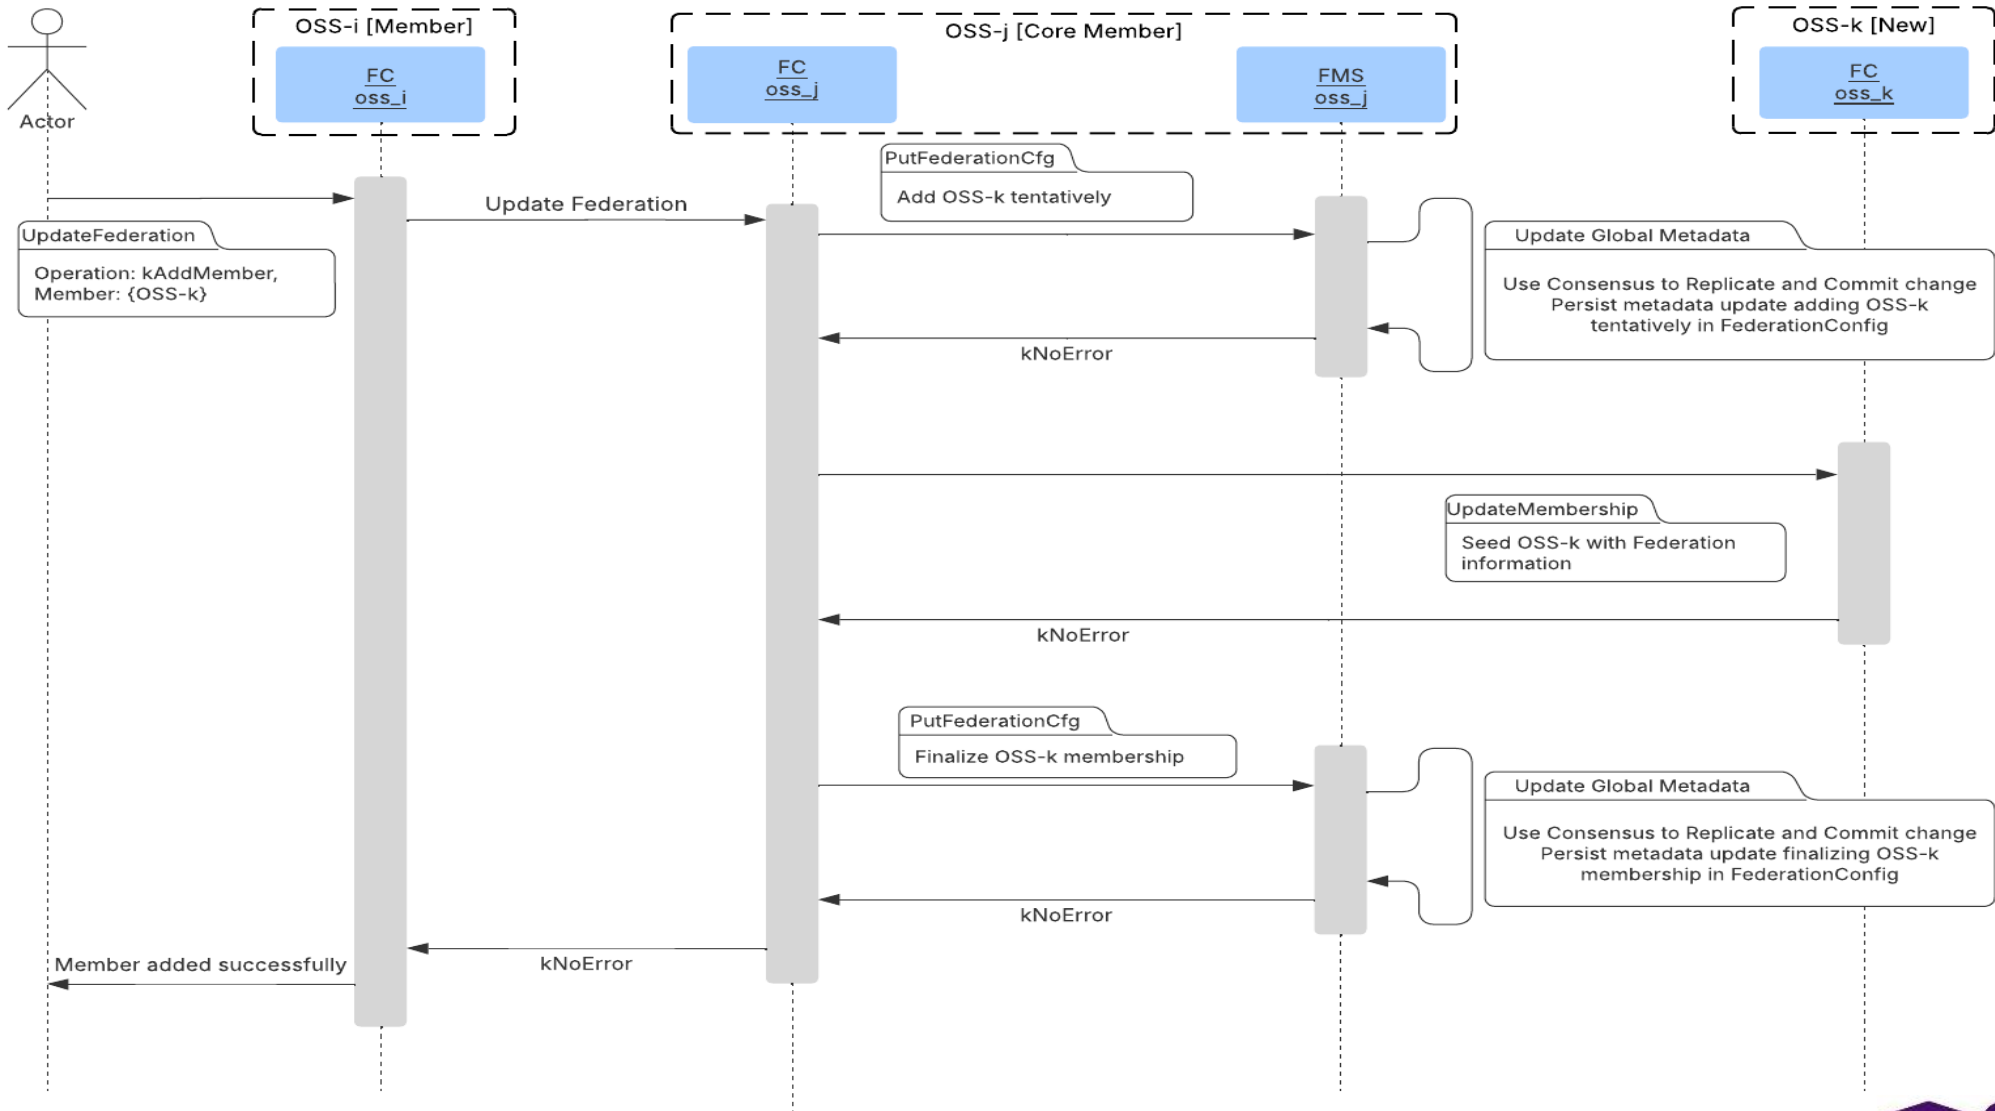 OSS-i [Member]
OSS-j [Core Member]
OSS-k [New]
FC
oss_i
FC
oss_j
FMS
oss_j
FC
oss_k
Actor
PutFederationCfg
Add OSS-k tentatively
Update Federation
UpdateFederation
Operation: kAddMember,
Member: {OSS-k}
Update Global Metadata
Use Consensus to Replicate and Commit change
Persist metadata update adding OSS-k
tentatively in FederationConfig
kNoError
UpdateMembership
Seed OSS-k with Federation
information
kNoError
PutFederationCfg
Finalize OSS-k membership
Update Global Metadata
Use Consensus to Replicate and Commit change
Persist metadata update finalizing OSS-k
membership in FederationConfig
kNoError
kNoError
Member added successfully